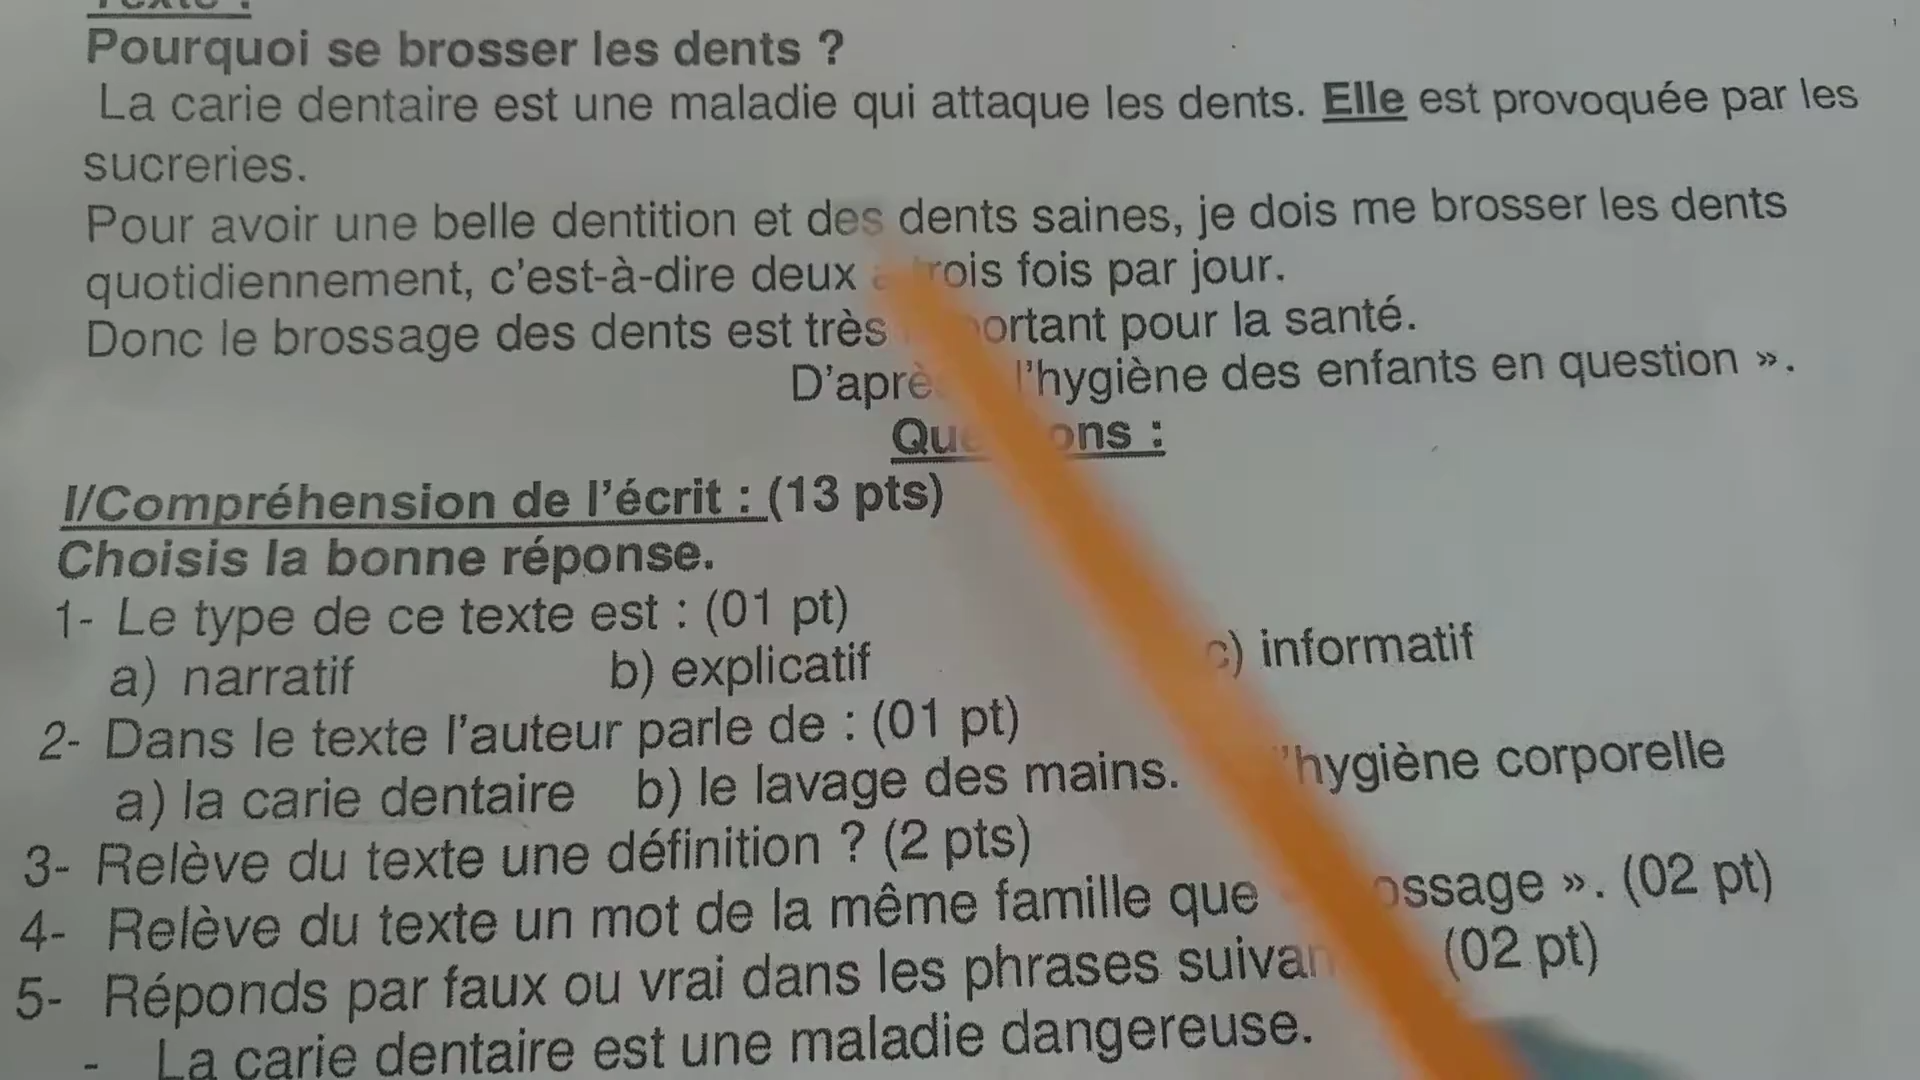 Texte :
Pourquoi se brosser les dents ?
La carie dentaire est une maladie qui attaque les dents. Elle est provoquée par les
sucreries.
Pour avoir une belle dentition et des dents saines, je dois me brosser les dents
quotidiennement, c'est-à-dire deux à trois fois par jour.
Donc le brossage des dents est très important pour la santé.
D'après l'hygiène des enfants en question ».
Questions :
I/Compréhension de l'écrit : (13 pts)
Choisis la bonne réponse.
1- Le type de ce texte est : (01 pt)
a) narratif b) explicatif c) informatif
2- Dans le texte l'auteur parle de : (01 pt)
a) la carie dentaire b) le lavage des mains. l'hygiène corporelle
3- Relève du texte une définition ? (2 pts)
4- Relève du texte un mot de la même famille que brossage ». (02 pt)
5- Réponds par faux ou vrai dans les phrases suivantes (02 pt)
- La carie dentaire est une maladie dangereuse.